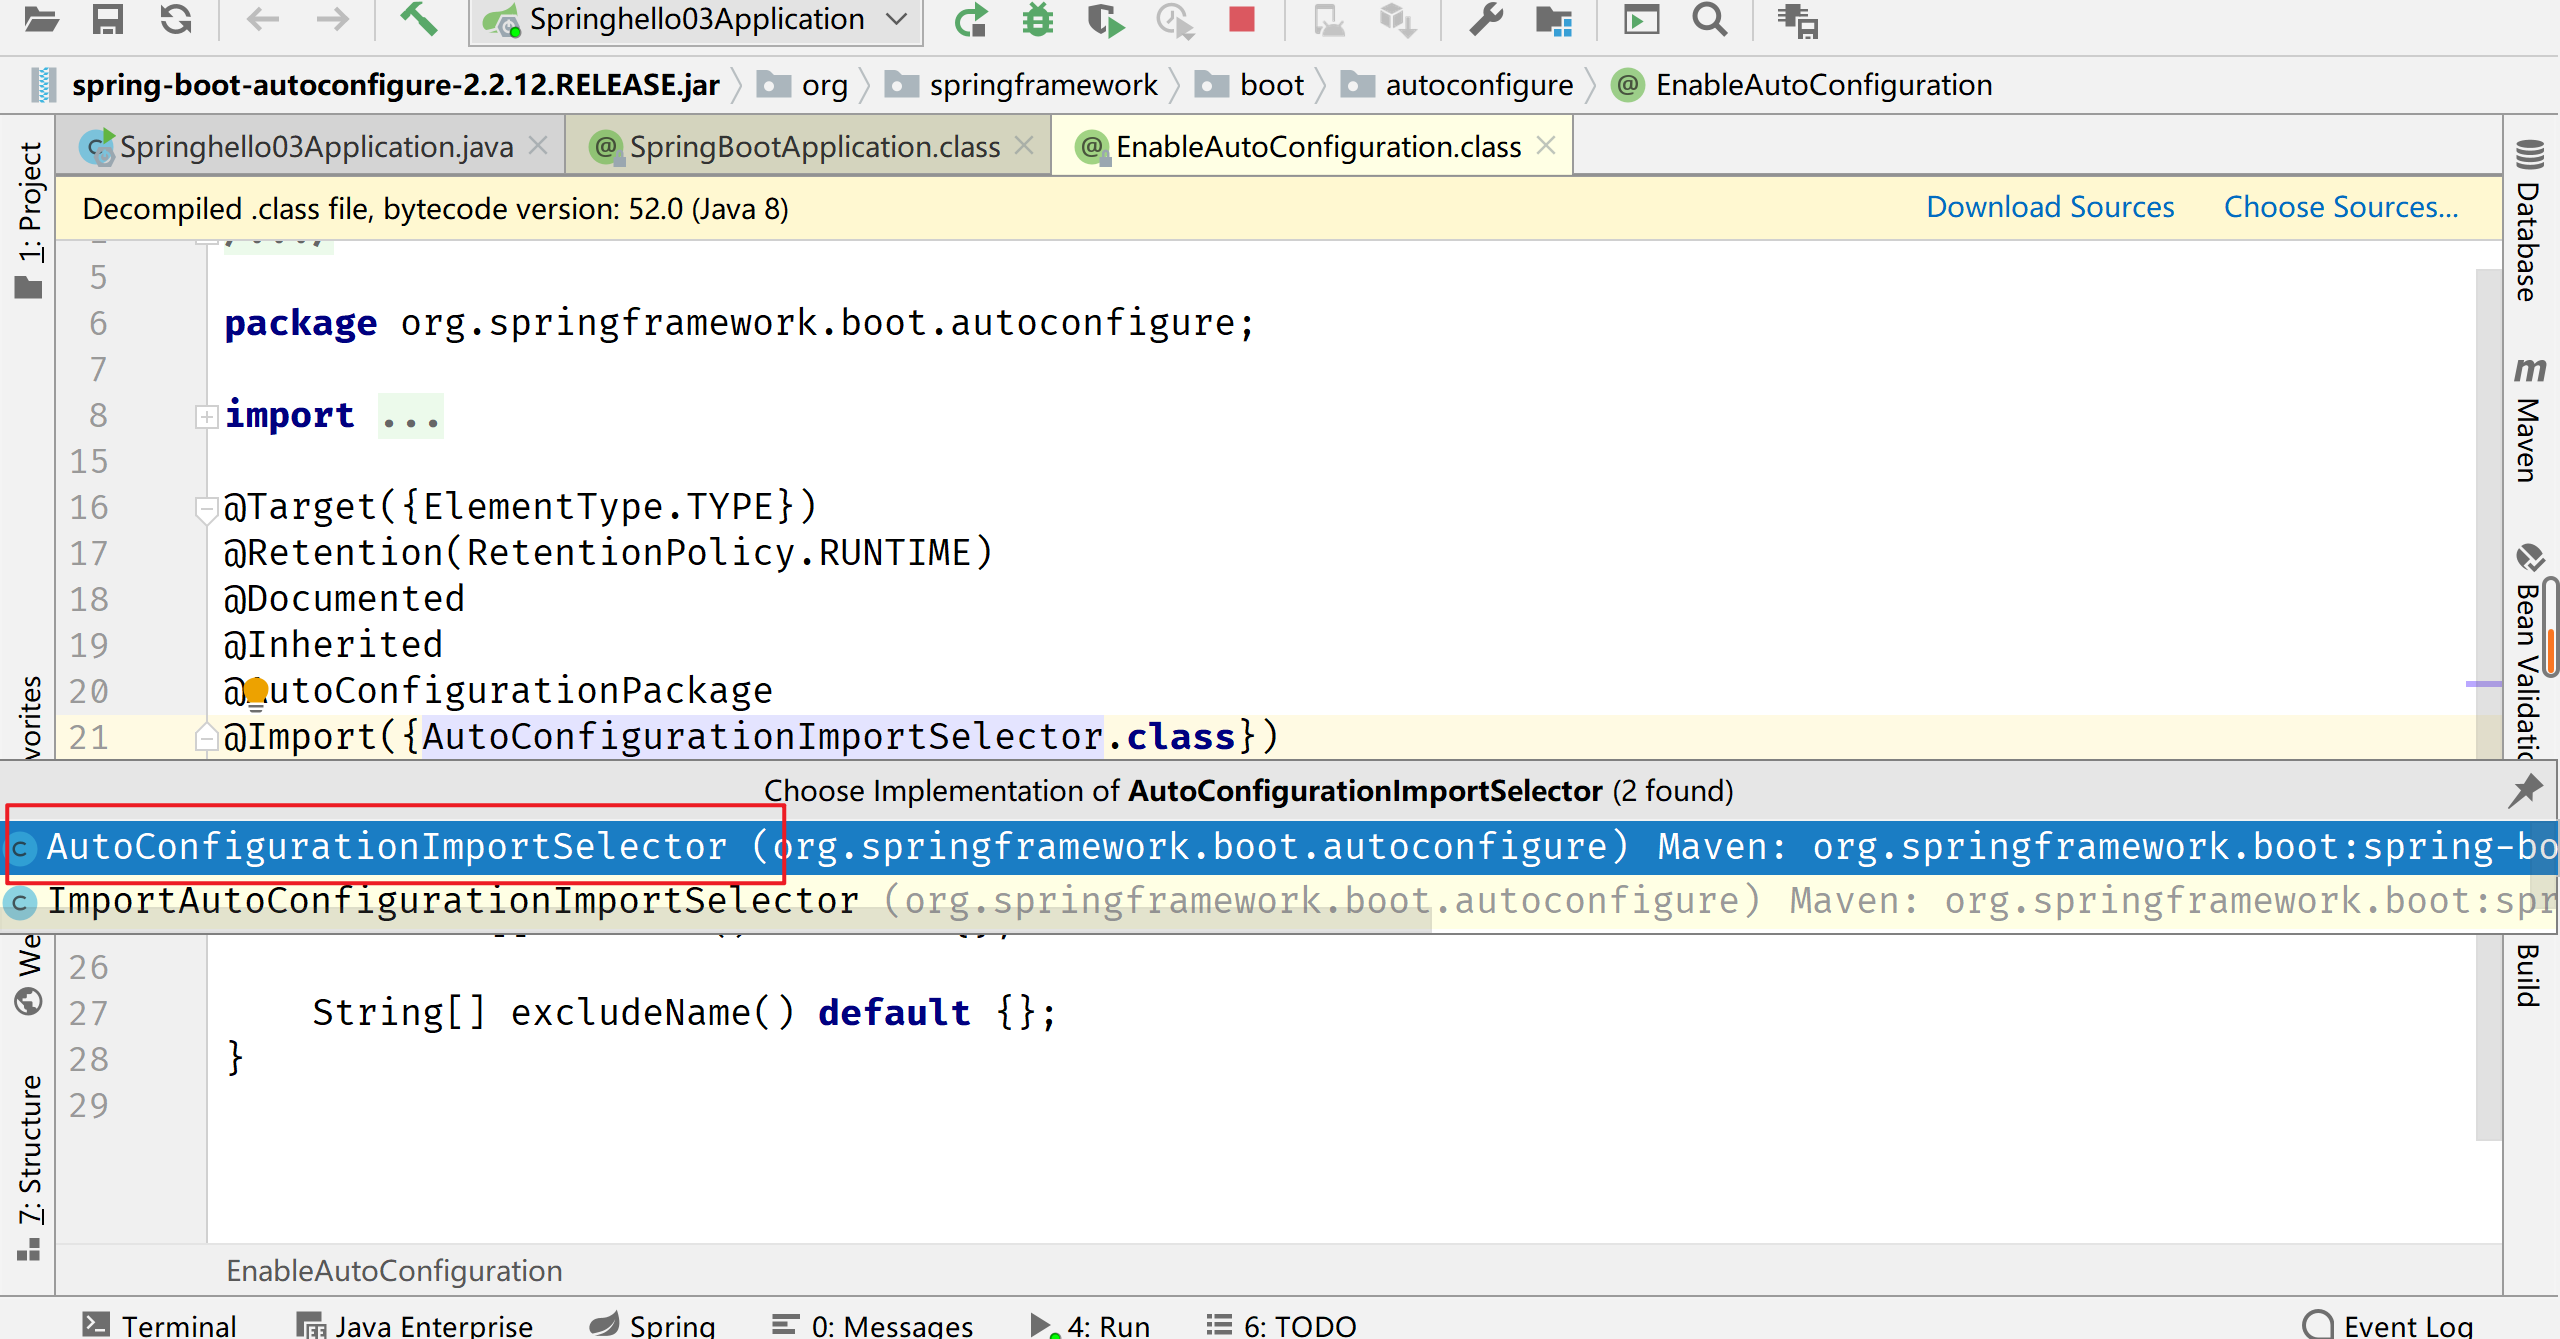 Springhello03Application
spring-boot-autoconfigure-2.2.12.RELEASE.jar org springframework boot autoconfigure EnableAutoConfiguration
Springhello03Application.java SpringBootApplication.class EnableAutoConfiguration.class
Decompiled .class file, bytecode version: 52.0 (Java 8) Download Sources Choose Sources...
5
6 package org.springframework.boot.autoconfigure;
7
8 import ...
15
16 @Target({ElementType.TYPE})
17 @Retention(RetentionPolicy.RUNTIME)
18 @Documented
19 @Inherited
20 @AutoConfigurationPackage
21 @Import({AutoConfigurationImportSelector.class})
Choose Implementation of AutoConfigurationImportSelector (2 found)
AutoConfigurationImportSelector (org.springframework.boot.autoconfigure) Maven: org.springframework.boot:spring-bo
ImportAutoConfigurationImportSelector (org.springframework.boot.autoconfigure) Maven: org.springframework.boot:spr
26
27 String[] excludeName() default {};
28 }
29
EnableAutoConfiguration
1: Project
vorites
We
7: Structure
Database
Maven
Bean Validatio
Build
Terminal Java Enterprise Spring 0: Messages 4: Run 6: TODO Event Log